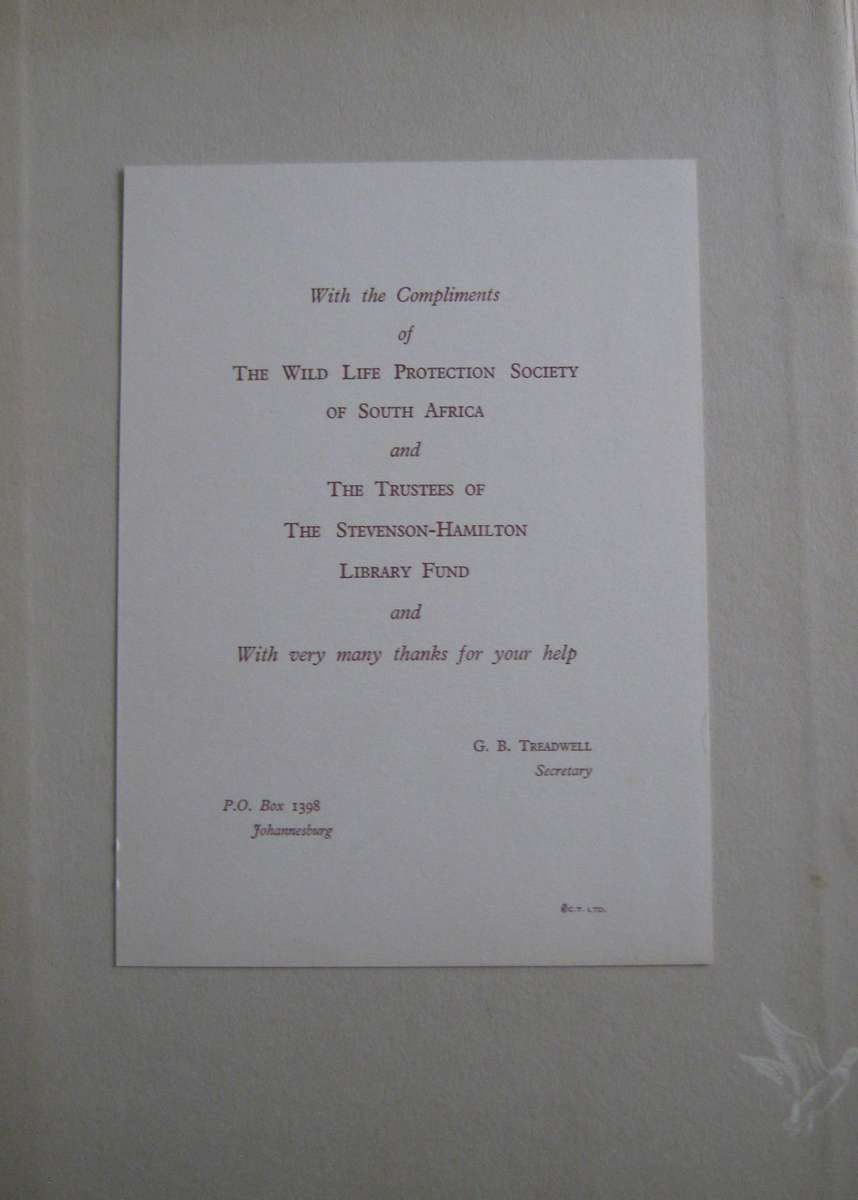 With the Compliments
of
The Wild Life Protection Society
of South Africa
and
The Trustees of
The Stevenson-Hamilton
Library Fund
and
With very many thanks for your help
G. B. Treadwell
Secretary
P.O. Box 1398
Johannesburg
C.T. LTD.